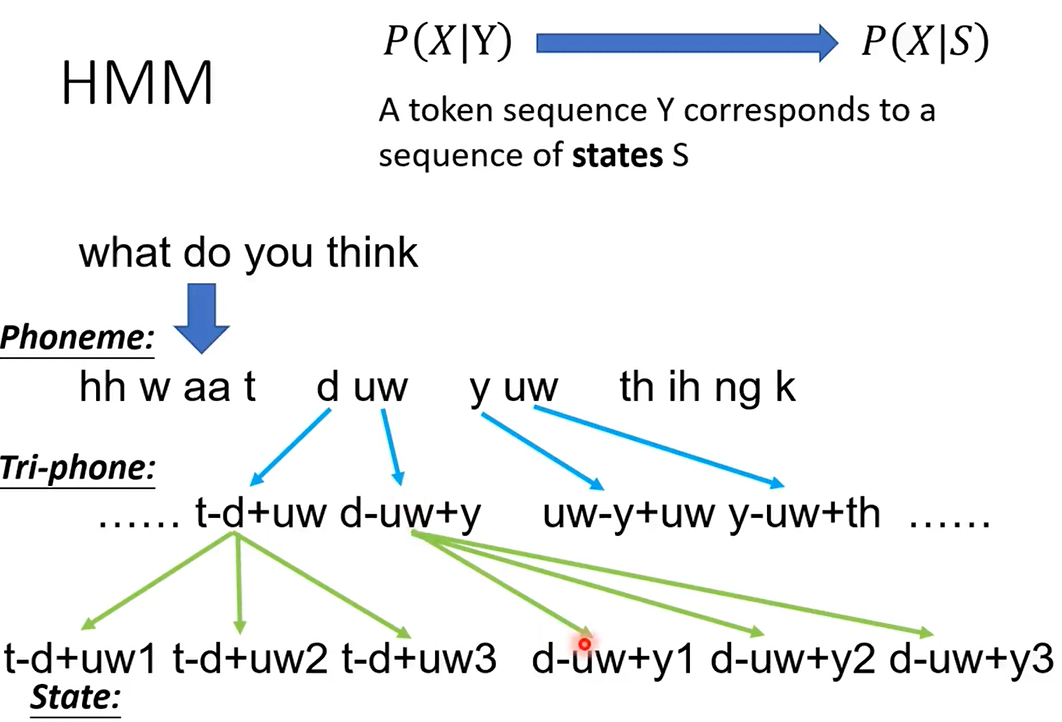 P(X|Y) P(X|S)
HMM
A token sequence Y corresponds to a
sequence of states S
what do you think
Phoneme:
hh w aa t d uw y uw th ih ng k
Tri-phone:
...... t-d+uw d-uw+y uw-y+uw y-uw+th ......
t-d+uw1 t-d+uw2 t-d+uw3 d-uw+y1 d-uw+y2 d-uw+y3
State: